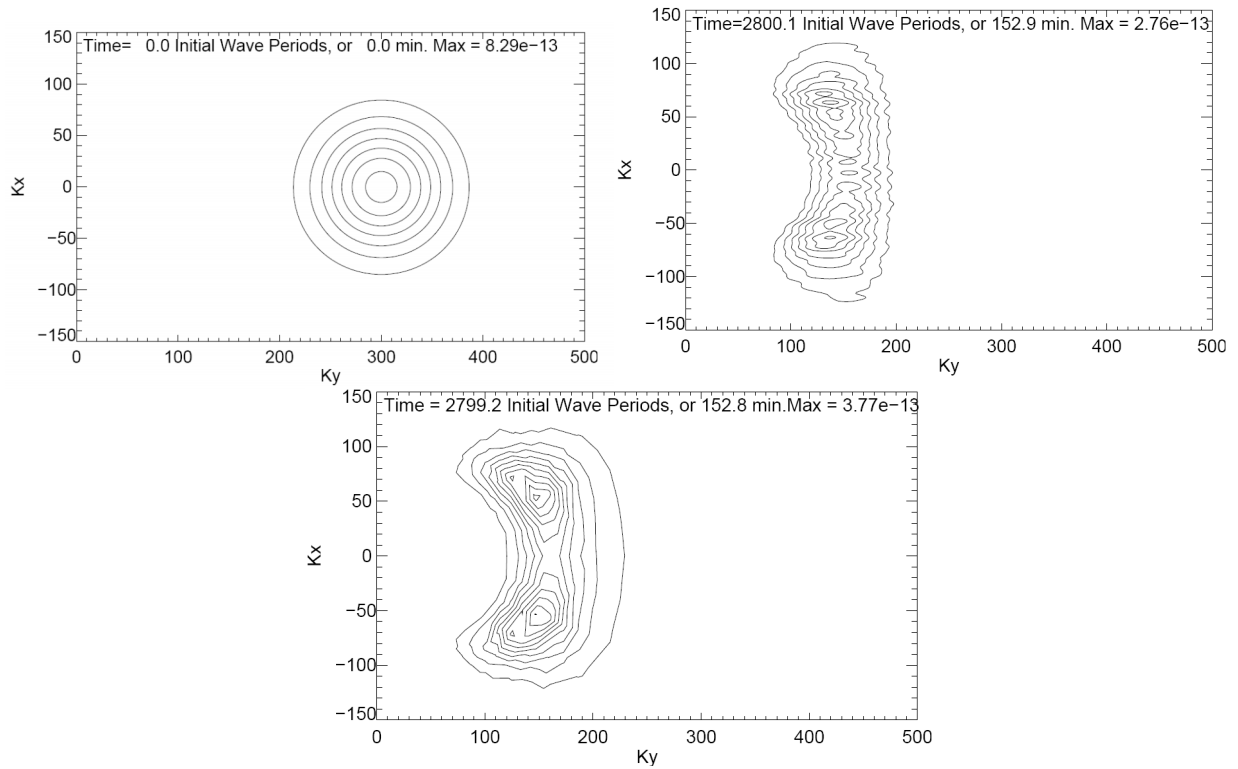 Time=   0.0 Initial Wave Periods, or   0.0 min. Max = 8.29e−13
150
100
50
0
−50
−100
−150
Kx
0 100 200 300 400 500
Ky
Time=2800.1 Initial Wave Periods, or 152.9 min. Max = 2.76e−13
150
100
50
0
−50
−100
−150
Kx
0 100 200 300 400 500
Ky
Time = 2799.2 Initial Wave Periods, or 152.8 min.Max = 3.77e−13
150
100
50
0
−50
−100
−150
Kx
0 100 200 300 400 500
Ky